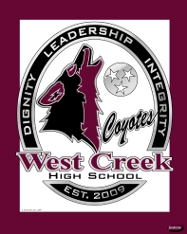 DIGNITY LEADERSHIP INTEGRITY
Coyotes
West Creek
HIGH SCHOOL
EST. 2009